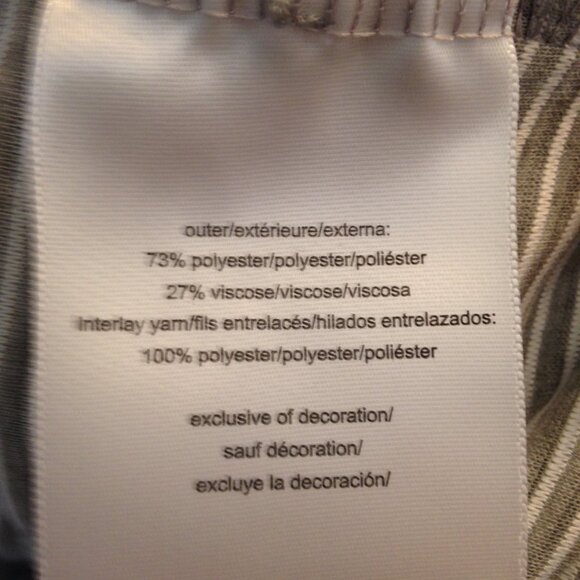 outer/extérieure/externa:
73% polyester/polyester/poliéster
27% viscose/viscose/viscosa
Interlay yarn/fils entrelacés/hilados entrelazados:
100% polyester/polyester/poliéster
exclusive of decoration/
sauf décoration/
excluye la decoración/